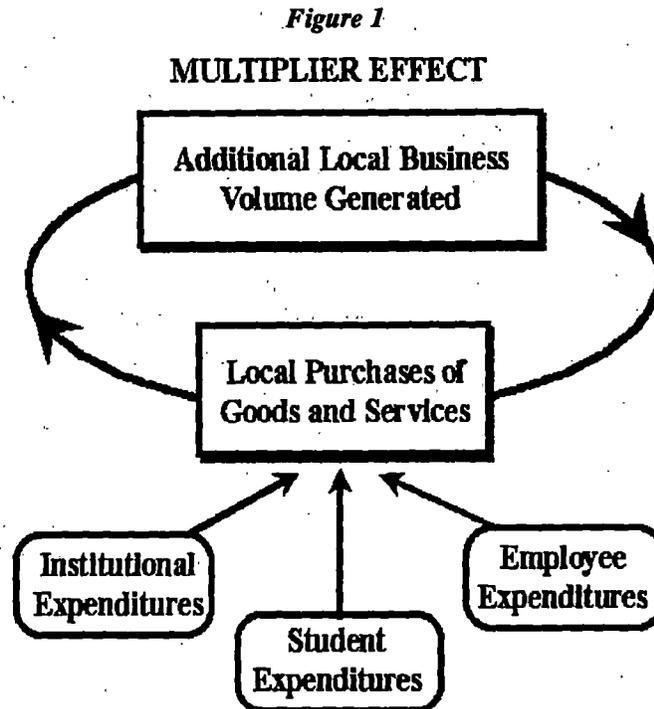 Figure 1
MULTIPLIER EFFECT
Additional Local Business
Volume Generated
Local Purchases of
Goods and Services
Institutional
Expenditures
Student
Expenditures
Employee
Expenditures